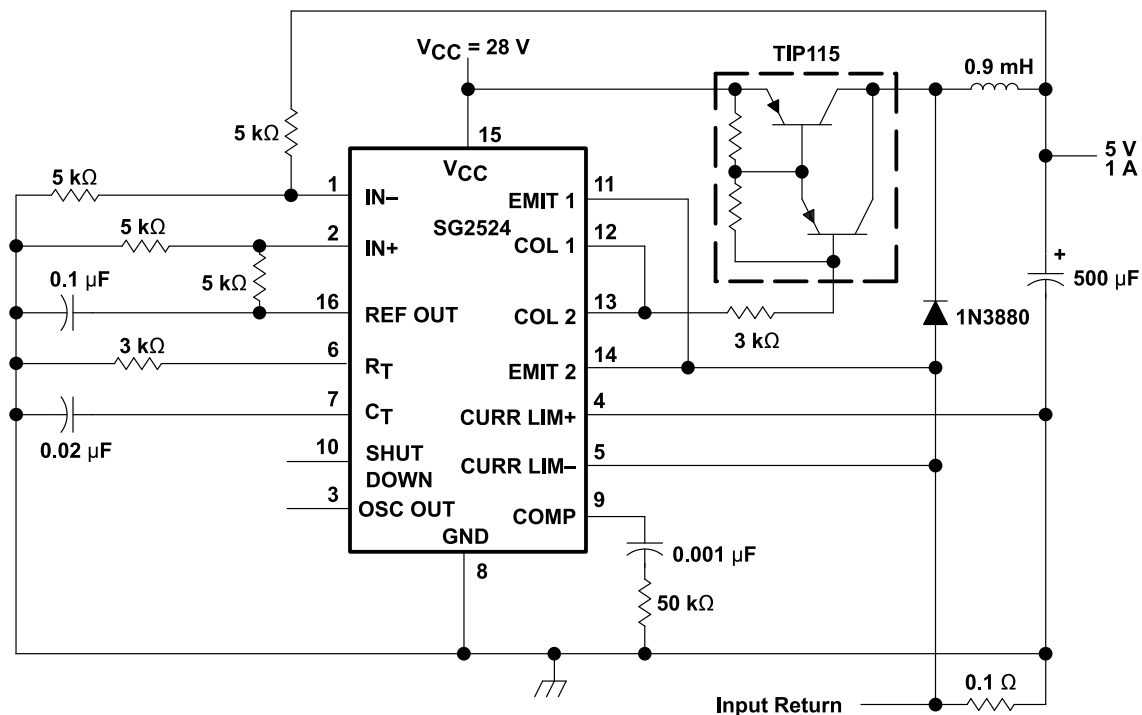 VCC = 28 V
TIP115
0.9 mH
5 kΩ
15
VCC
5 V
1 A
5 kΩ
1
IN–
EMIT 1
11
SG2524
5 kΩ
2
IN+
COL 1
12
0.1 µF
5 kΩ
+
500 µF
16
REF OUT
COL 2
13
3 kΩ
1N3880
3 kΩ
6
RT
EMIT 2
14
7
CT
CURR LIM+
4
0.02 µF
10
SHUT
DOWN
CURR LIM–
5
3
OSC OUT
COMP
9
GND
8
0.001 µF
50 kΩ
0.1 Ω
Input Return